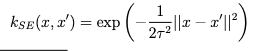 k_{SE}(x, x') = \exp\left(-\frac{1}{2\tau^2}||x - x'||^2\right)